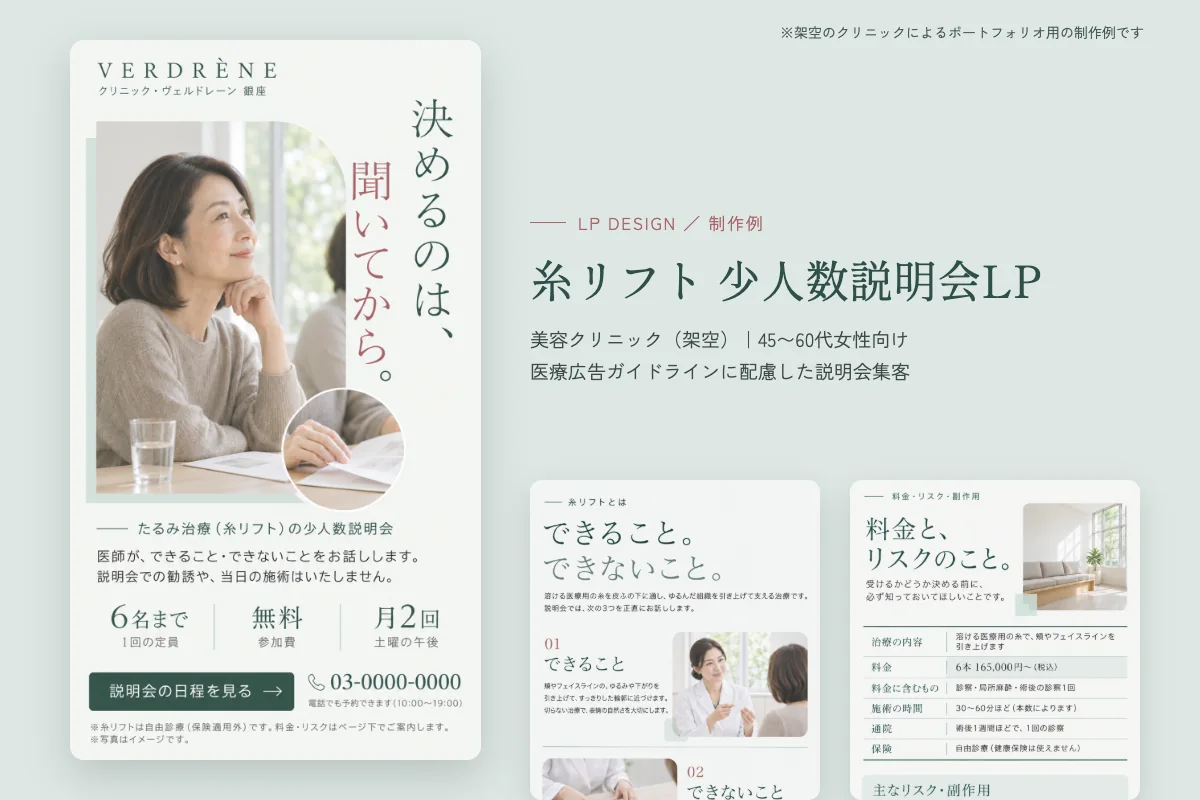 ※架空のクリニックによるポートフォリオ用の制作例です
VERDRÈNE
クリニック・ヴェルドレーン 銀座
決めるのは、
聞いてから。
たるみ治療（糸リフト）の少人数説明会
医師が、できること・できないことをお話しします。
説明会での勧誘や、当日の施術はいたしません。
6名まで
1回の定員
無料
参加費
月2回
土曜の午後
説明会の日程を見る →
03-0000-0000
電話でも予約できます(10:00〜19:00)
※糸リフトは自由診療（保険適用外）です。料金・リスクはページ下でご案内します。
※写真はイメージです。
LP DESIGN ／ 制作例
糸リフト 少人数説明会LP
美容クリニック（架空）｜45〜60代女性向け
医療広告ガイドラインに配慮した説明会集客
糸リフトとは
できること。
できないこと。
溶ける医療用の糸を皮ふの下に通し、ゆるんだ組織を引き上げて支える治療です。
説明会では、次の3つを正直にお話しします。
01
できること
頬やフェイスラインの、ゆるみや下がりを
引き上げて、すっきりした輪郭に近づけます。
切らない治療で、表情の自然さを大切にします。
02
できないこと
料金・リスク・副作用
料金と、
リスクのこと。
受けるかどうか決める前に、
必ず知っておいてほしいことです。
治療の内容
溶ける医療用の糸で、頬やフェイスラインを
引き上げます
料金
6本 165,000円〜（税込）
料金に含むもの
診察・局所麻酔・術後の診察1回
施術の時間
30〜60分ほど（本数によります）
通院
術後1週間ほどで、1回の診察
保険
自由診療（健康保険は使えません）
主なリスク・副作用